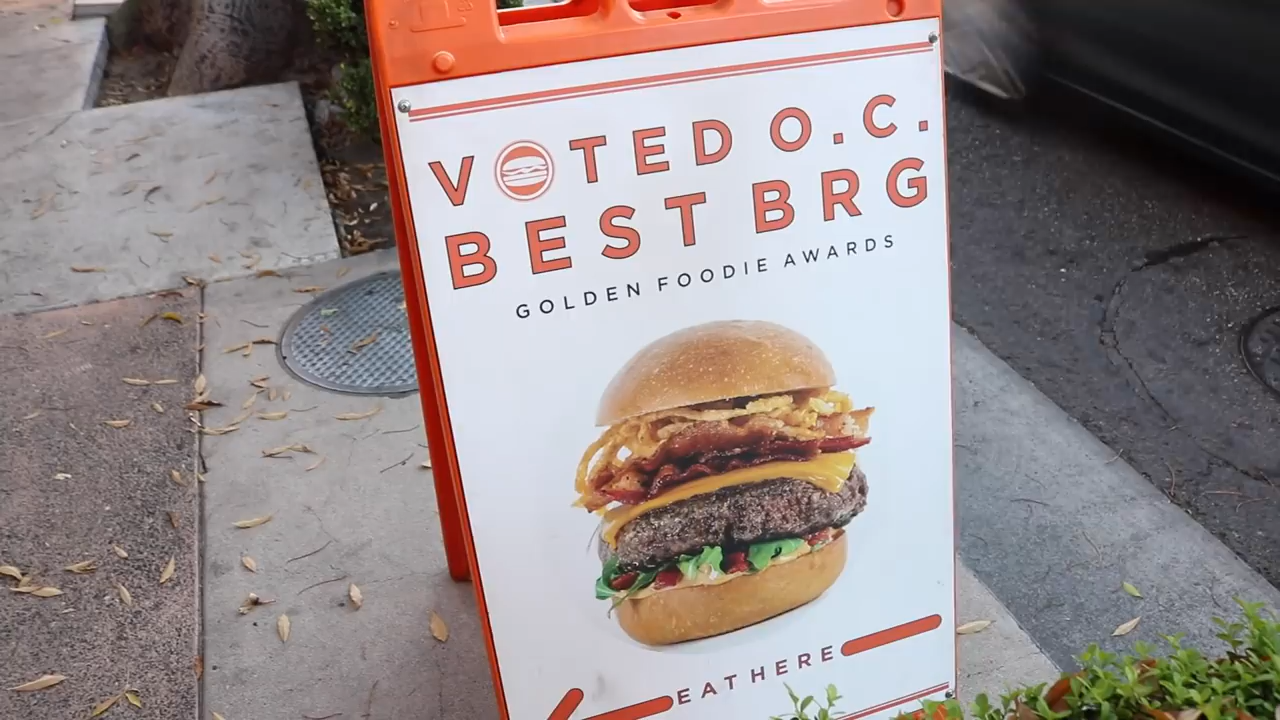 VOTED O.C.
BEST BRG
GOLDEN FOODIE AWARDS
EAT HERE